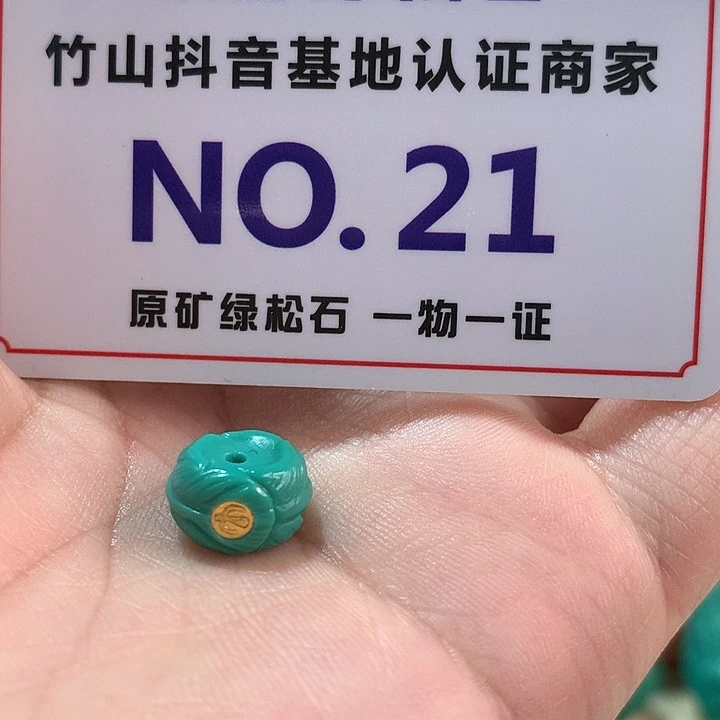 竹山抖音基地认证商家
NO.21
原矿绿松石 一物一证